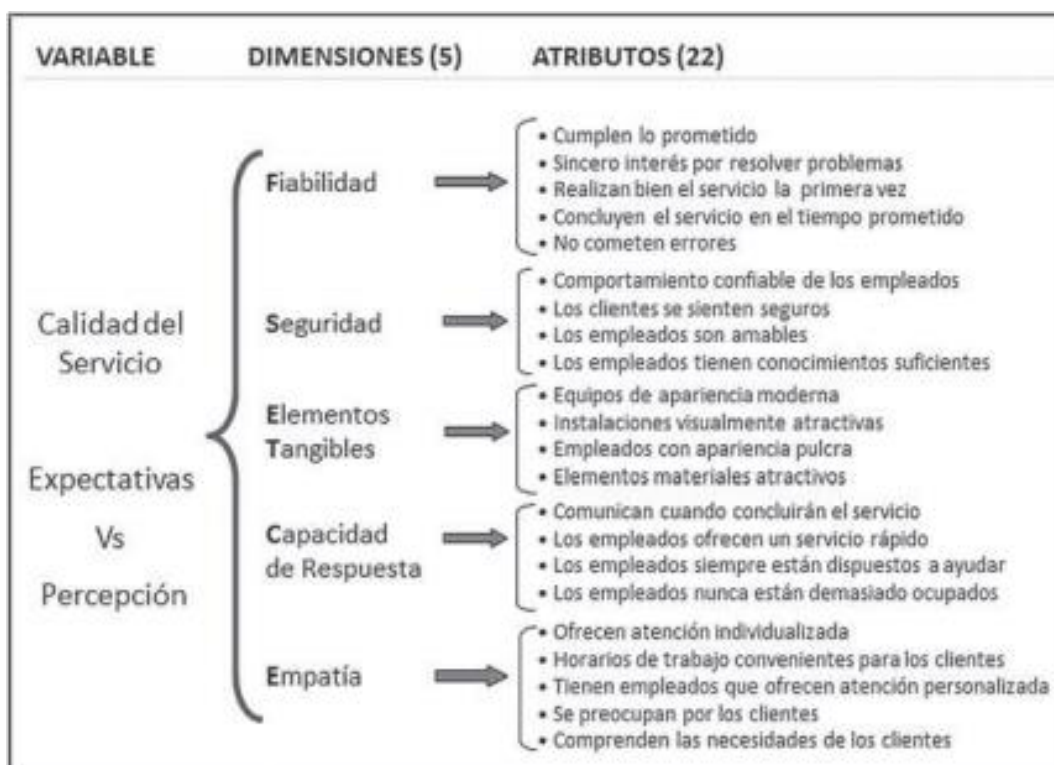 VARIABLE DIMENSIONES (5) ATRIBUTOS (22)
Calidad del
Servicio
Expectativas
Vs
Percepción
Fiabilidad
• Cumplen lo prometido
• Sincero interés por resolver problemas
• Realizan bien el servicio la primera vez
• Concluyen el servicio en el tiempo prometido
• No cometen errores
Seguridad
• Comportamiento confiable de los empleados
• Los clientes se sienten seguros
• Los empleados son amables
• Los empleados tienen conocimientos suficientes
Elementos
Tangibles
• Equipos de apariencia moderna
• Instalaciones visualmente atractivas
• Empleados con apariencia pulcra
• Elementos materiales atractivos
Capacidad
de Respuesta
• Comunican cuando concluirán el servicio
• Los empleados ofrecen un servicio rápido
• Los empleados siempre están dispuestos a ayudar
• Los empleados nunca están demasiado ocupados
Empatía
• Ofrecen atención individualizada
• Horarios de trabajo convenientes para los clientes
• Tienen empleados que ofrecen atención personalizada
• Se preocupan por los clientes
• Comprenden las necesidades de los clientes